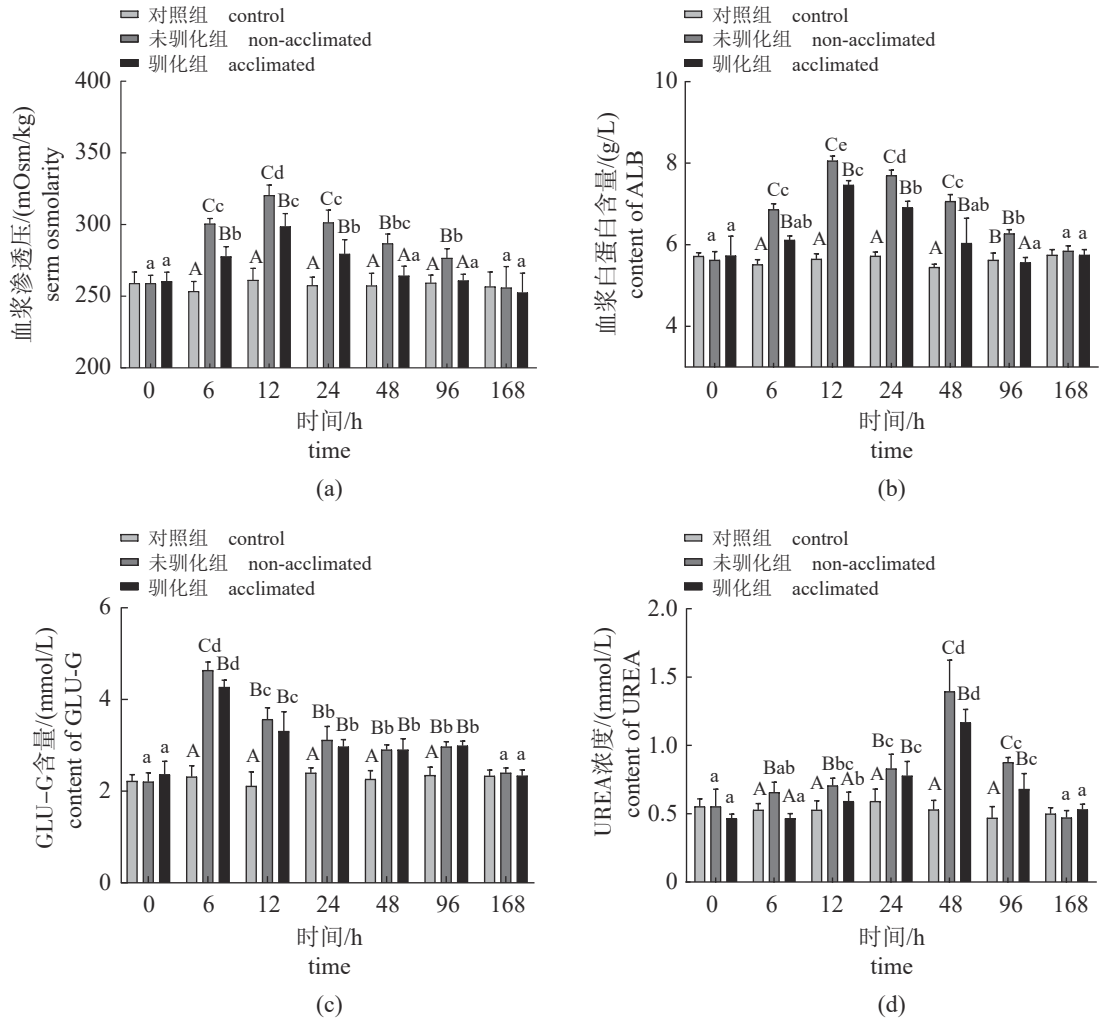 对照组 control
未驯化组 non-acclimated
驯化组 acclimated
血浆渗透压/(mOsm/kg)
serm osmolarity
400
350
300
250
200
a a
A Cc Bb
A Cd Bc
A Cc Bb
A Bbc Aa
A Bb Aa
a a
0 6 12 24 48 96 168
时间/h
time
(a)
对照组 control
未驯化组 non-acclimated
驯化组 acclimated
血浆白蛋白含量/(g/L)
content of ALB
10
8
6
4
a a
A Cc Bab
A Ce Bc
A Cd Bb
A Cc Bab
B Bb Aa
a a
0 6 12 24 48 96 168
时间/h
time
(b)
对照组 control
未驯化组 non-acclimated
驯化组 acclimated
GLU-G含量/(mmol/L)
content of GLU-G
6
4
2
0
a a
A Cd Bd
A Bc Bc
A Bb Bb
A Bb Bb
A Bb Bb
a a
0 6 12 24 48 96 168
时间/h
time
(c)
对照组 control
未驯化组 non-acclimated
驯化组 acclimated
UREA浓度/(mmol/L)
content of UREA
2.0
1.5
1.0
0.5
0
a a
A Bab Aa
A Bbc Ab
A Bc Bc
A Cd Bd
A Cc Bc
a a
0 6 12 24 48 96 168
时间/h
time
(d)